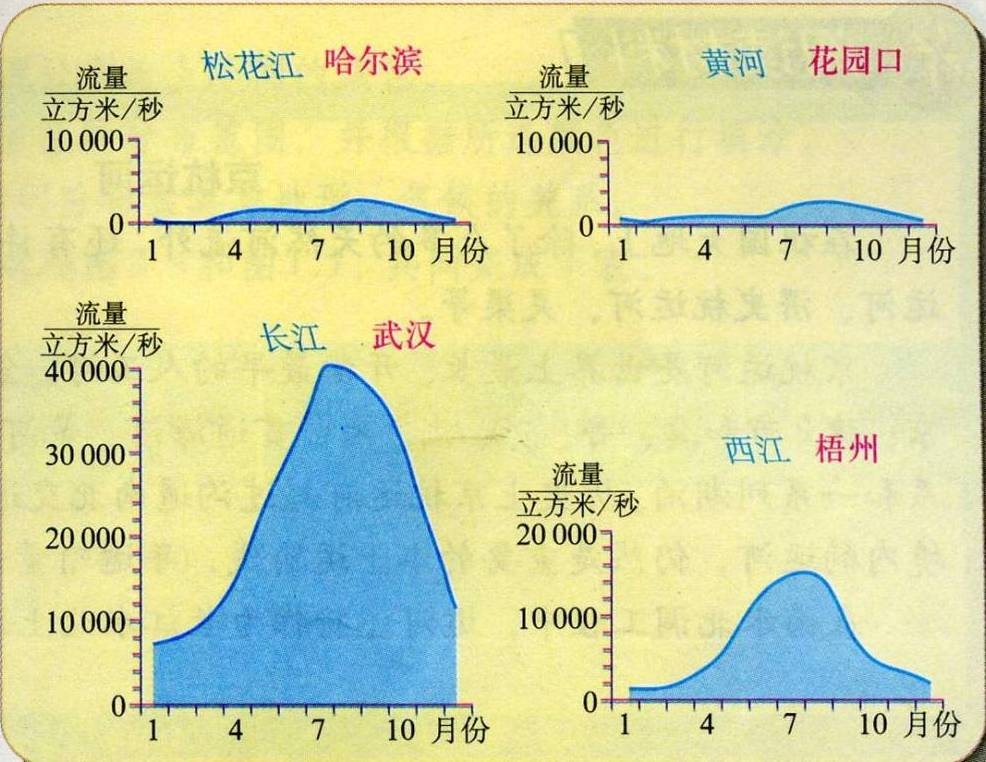 松花江 哈尔滨
流量
立方米/秒
10 000
0
1 4 7 10 月份
黄河 花园口
流量
立方米/秒
10 000
0
1 4 7 10 月份
长江 武汉
流量
立方米/秒
40 000
30 000
20 000
10 000
0
1 4 7 10 月份
西江 梧州
流量
立方米/秒
20 000
10 000
0
1 4 7 10 月份